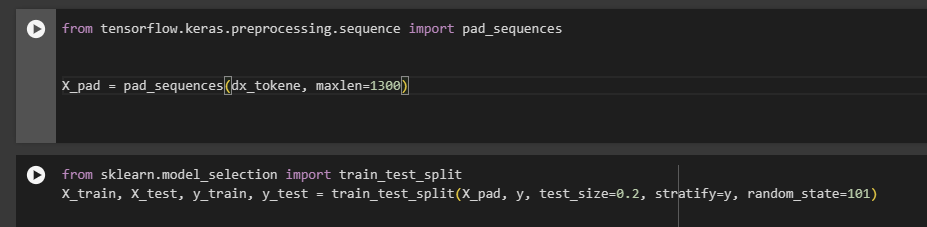 from tensorflow.keras.preprocessing.sequence import pad_sequences
X_pad = pad_sequences(dx_tokene, maxlen=1300)
from sklearn.model_selection import train_test_split
X_train, X_test, y_train, y_test = train_test_split(X_pad, y, test_size=0.2, stratify=y, random_state=101)